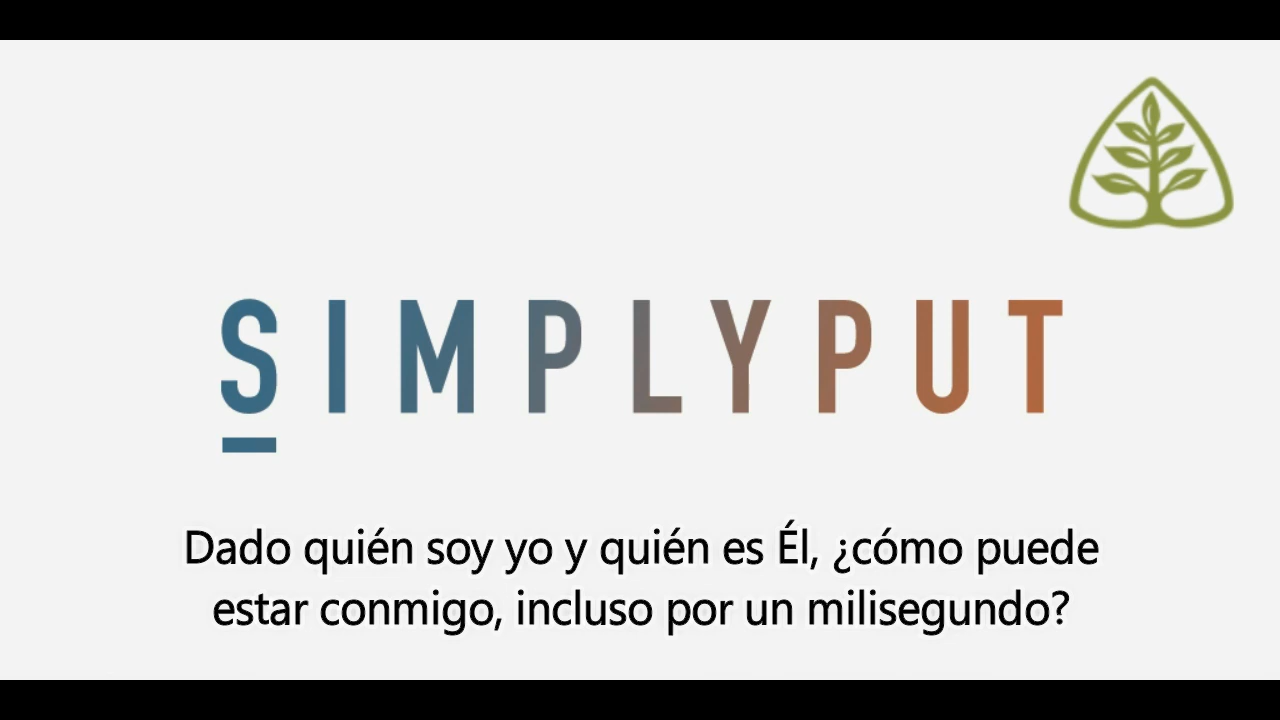 SIMPLYPUT
Dado quién soy yo y quién es Él, ¿cómo puede
estar conmigo, incluso por un milisegundo?